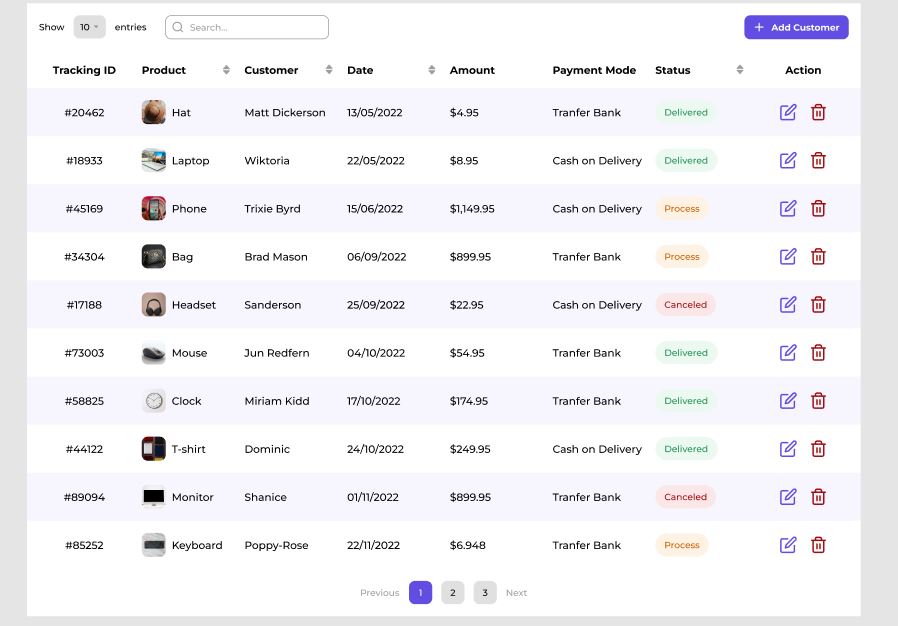 Show 10 entries Search... + Add Customer
Tracking ID Product Customer Date Amount Payment Mode Status Action
#20462 Hat Matt Dickerson 13/05/2022 $4.95 Tranfer Bank Delivered
#18933 Laptop Wiktoria 22/05/2022 $8.95 Cash on Delivery Delivered
#45169 Phone Trixie Byrd 15/06/2022 $1,149.95 Cash on Delivery Process
#34304 Bag Brad Mason 06/09/2022 $899.95 Tranfer Bank Process
#17188 Headset Sanderson 25/09/2022 $22.95 Cash on Delivery Canceled
#73003 Mouse Jun Redfern 04/10/2022 $54.95 Tranfer Bank Delivered
#58825 Clock Miriam Kidd 17/10/2022 $174.95 Tranfer Bank Delivered
#44122 T-shirt Dominic 24/10/2022 $249.95 Cash on Delivery Delivered
#89094 Monitor Shanice 01/11/2022 $899.95 Tranfer Bank Canceled
#85252 Keyboard Poppy-Rose 22/11/2022 $6.948 Tranfer Bank Process
Previous 1 2 3 Next